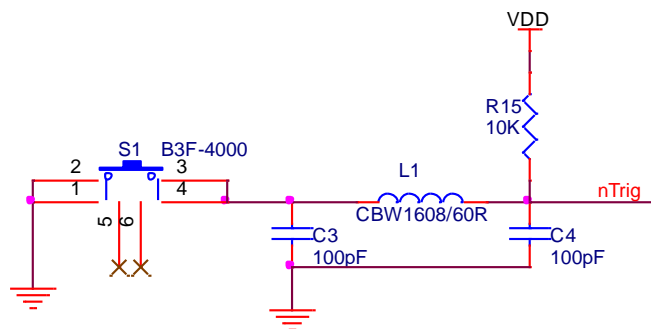 VDD
R15
10K
S1 B3F-4000
L1
2 3
1 4
nTrig
CBW1608/60R
5 6
C3 C4
100pF 100pF